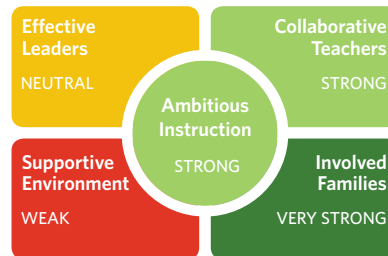 Effective
Leaders
NEUTRAL
Collaborative
Teachers
STRONG
Ambitious
Instruction
STRONG
Supportive
Environment
WEAK
Involved
Families
VERY STRONG